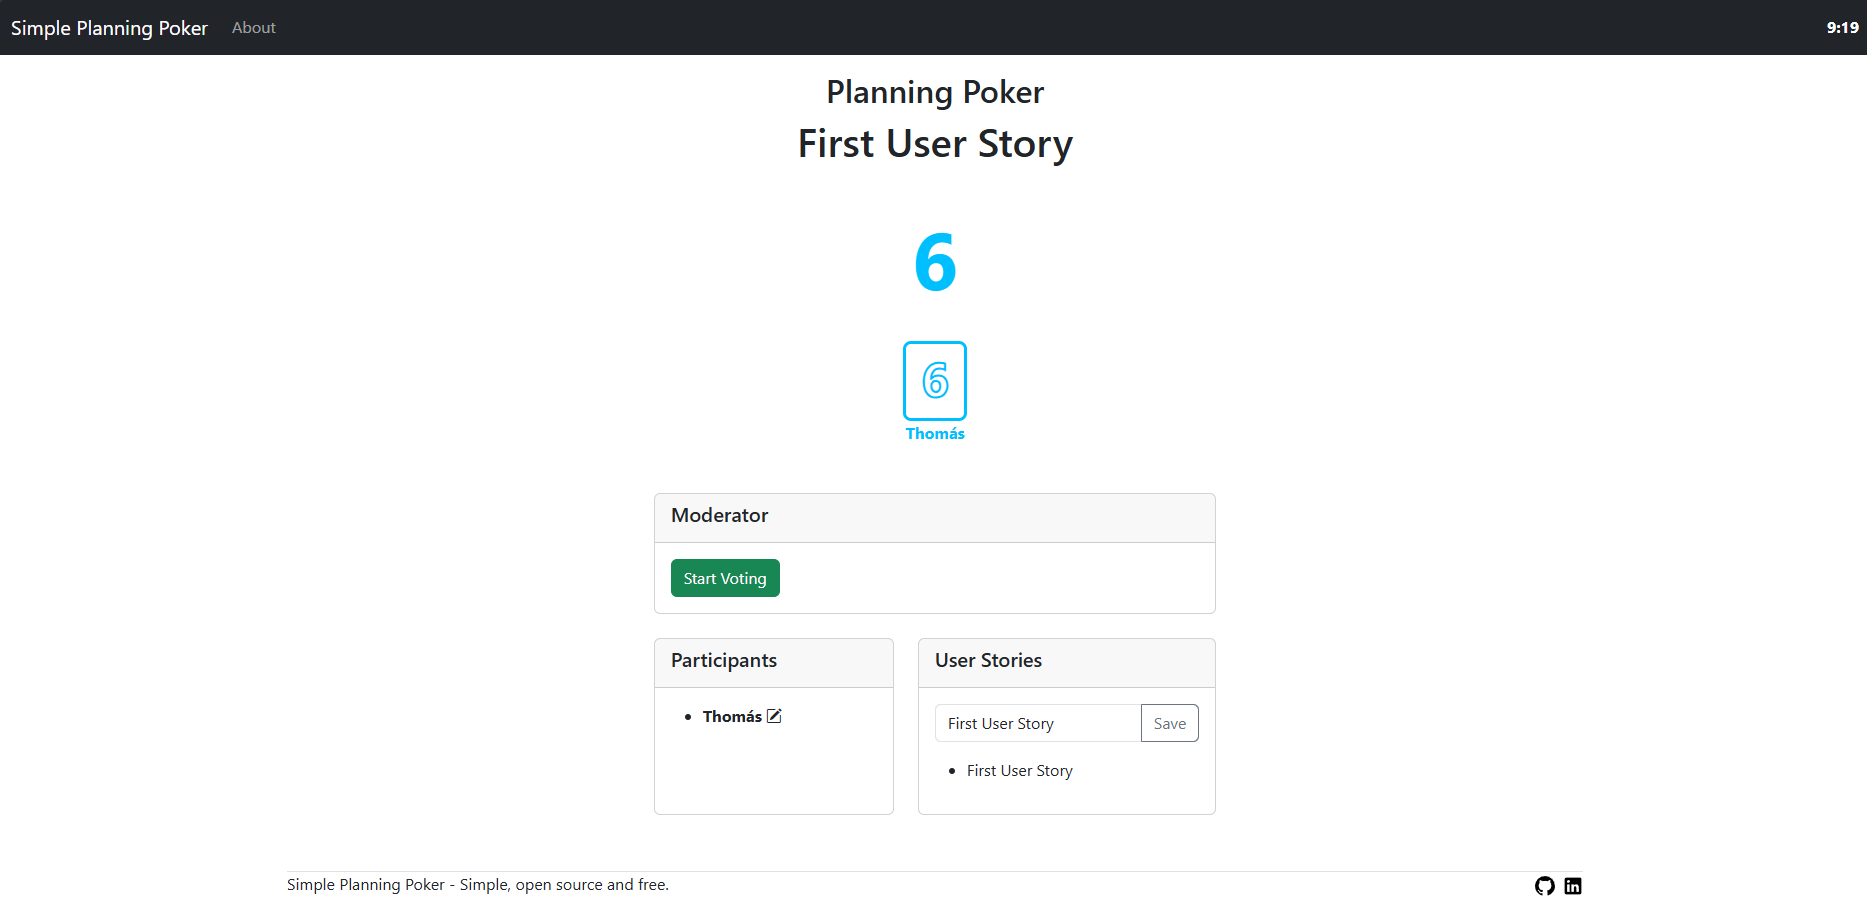 Simple Planning Poker About 9:19
Planning Poker
First User Story
6
6
Thomás
Moderator
Start Voting
Participants
Thomás
User Stories
First User Story Save
First User Story
Simple Planning Poker - Simple, open source and free.